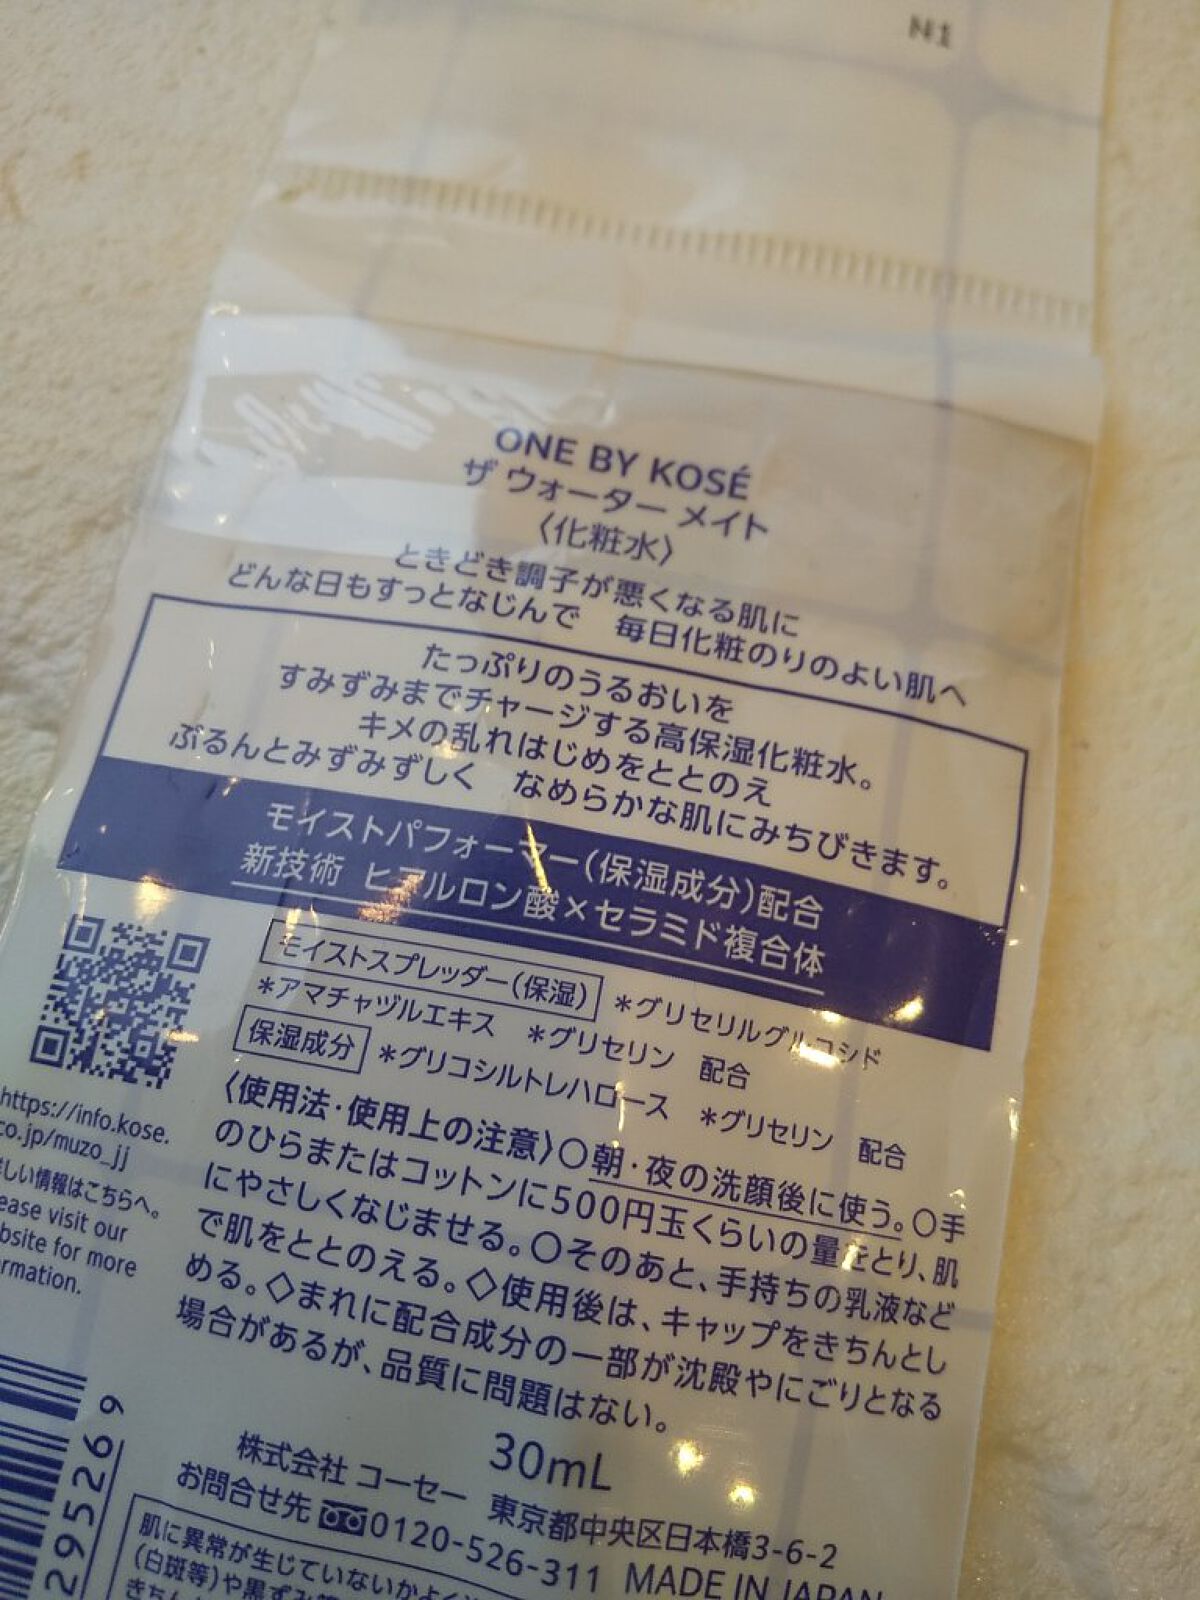 N1
ONE BY KOSÉ
ザ ウォーター メイト
〈化粧水〉
ときどき調子が悪くなる肌に
どんな日もすっとなじんで 毎日化粧のりのよい肌へ
たっぷりのうるおいを
すみずみまでチャージする高保湿化粧水。
キメの乱れはじめをととのえ
ぷるんとみずみずしく なめらかな肌にみちびきます。
モイストパフォーマー(保湿成分)配合
新技術 ヒアルロン酸×セラミド複合体
モイストスプレッダー(保湿) *グリセリルグルコシド
*アマチャヅルエキス *グリセリン 配合
保湿成分 *グリコシルトレハロース *グリセリン 配合
〈使用法・使用上の注意〉○朝・夜の洗顔後に使う。○手
のひらまたはコットンに500円玉くらいの量をとり、肌
にやさしくなじませる。○そのあと、手持ちの乳液など
で肌をととのえる。◇使用後は、キャップをきちんとし
める。◇まれに配合成分の一部が沈殿やにごりとなる
場合があるが、品質に問題はない。
30mL
株式会社 コーセー 東京都中央区日本橋3-6-2
お問合せ先 0120-526-311 MADE IN JAPAN
肌に異常が生じていないかよく
(白斑等)や黒ずみ
きちん
https://info.kose.
co.jp/muzo_jj
しい情報はこちらへ。
ease visit our
bsite for more
rmation.
295269